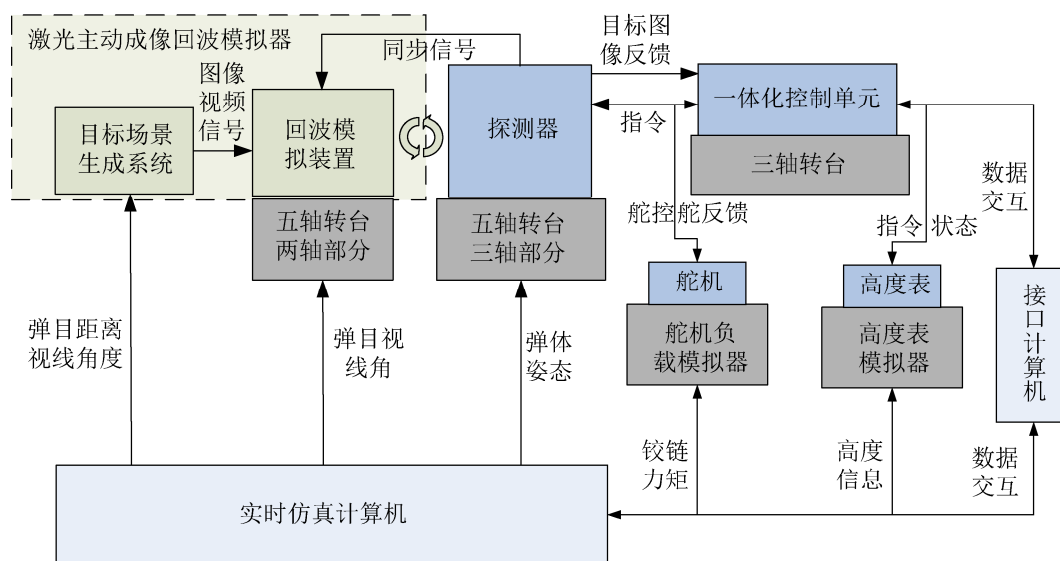 激光主动成像回波模拟器
同步信号
目标图
像反馈
图像
视频
信号
目标场景
生成系统
回波模
拟装置
探测器
指令
一体化控制单元
三轴转台
数据
交互
五轴转台
两轴部分
五轴转台
三轴部分
舵控
舵反馈
指令
状态
舵机
舵机负
载模拟器
高度表
高度表
模拟器
接
口
计
算
机
弹目距离
视线角度
弹目视
线角
弹体
姿态
铰链
力矩
高度
信息
数据
交互
实时仿真计算机